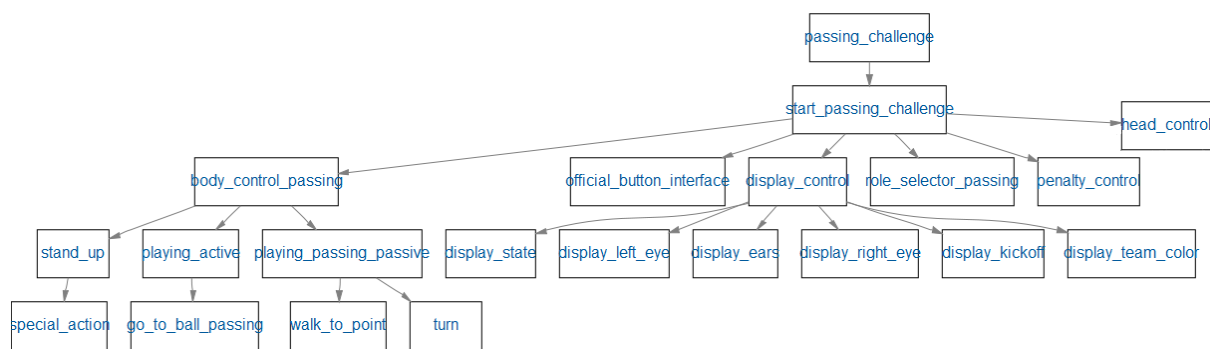 passing_challenge
start_passing_challenge
head_control
body_control_passing
official_button_interface
display_control
role_selector_passing
penalty_control
stand_up
playing_active
playing_passing_passive
display_state
display_left_eye
display_ears
display_right_eye
display_kickoff
display_team_color
special_action
go_to_ball_passing
walk_to_point
turn